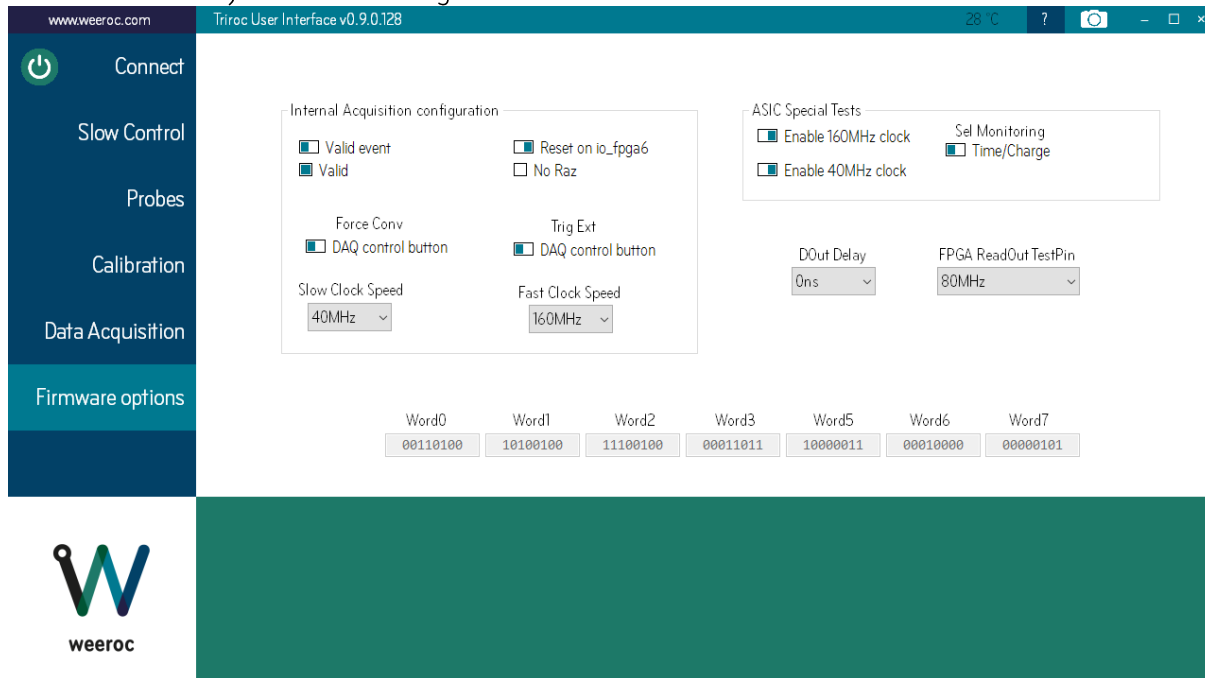 www.weeroc.com
Triroc User Interface v0.9.0.128
28 °C
?
Connect
Slow Control
Probes
Calibration
Data Acquisition
Firmware options
Internal Acquisition configuration
Valid event
Reset on io_fpga6
Valid
No Raz
Force Conv
Trig Ext
DAQ control button
DAQ control button
Slow Clock Speed
Fast Clock Speed
40MHz
160MHz
ASIC Special Tests
Enable 160MHz clock
Sel Monitoring
Time/Charge
Enable 40MHz clock
DOut Delay
FPGA ReadOut TestPin
0ns
80MHz
Word0 Word1 Word2 Word3 Word5 Word6 Word7
00110100 10100100 11100100 00011011 10000011 00010000 00000101
weeroc